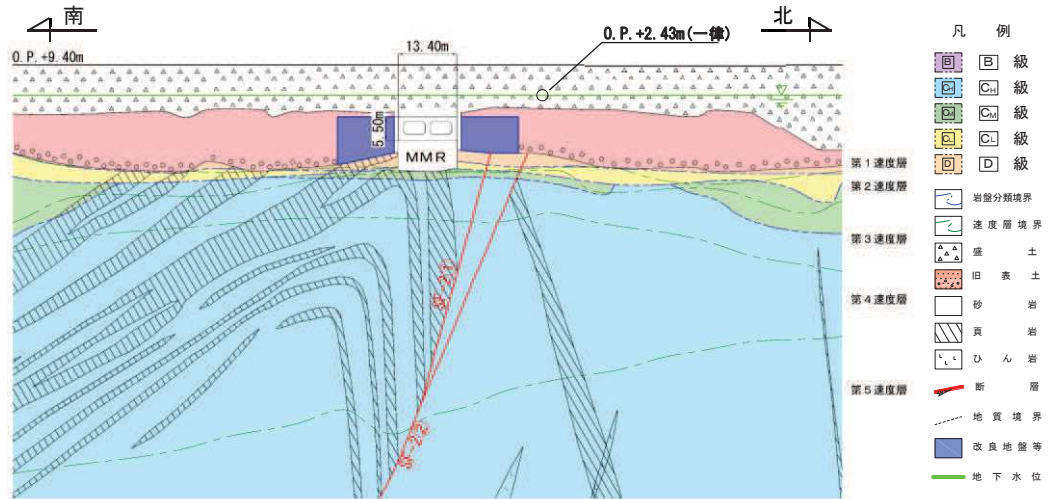 南
北
O.P.+2.43m(一律)
13.40m
O.P.+9.40m
5.50m
MMR
第1速度層
第2速度層
第3速度層
第4速度層
第5速度層
凡 例
B B 級
CH CH 級
CM CM 級
CL CL 級
D D 級
岩盤分類境界
速度層境界
盛土
旧表土
砂岩
頁岩
ひん岩
断層
地質境界
改良地盤等
地下水位